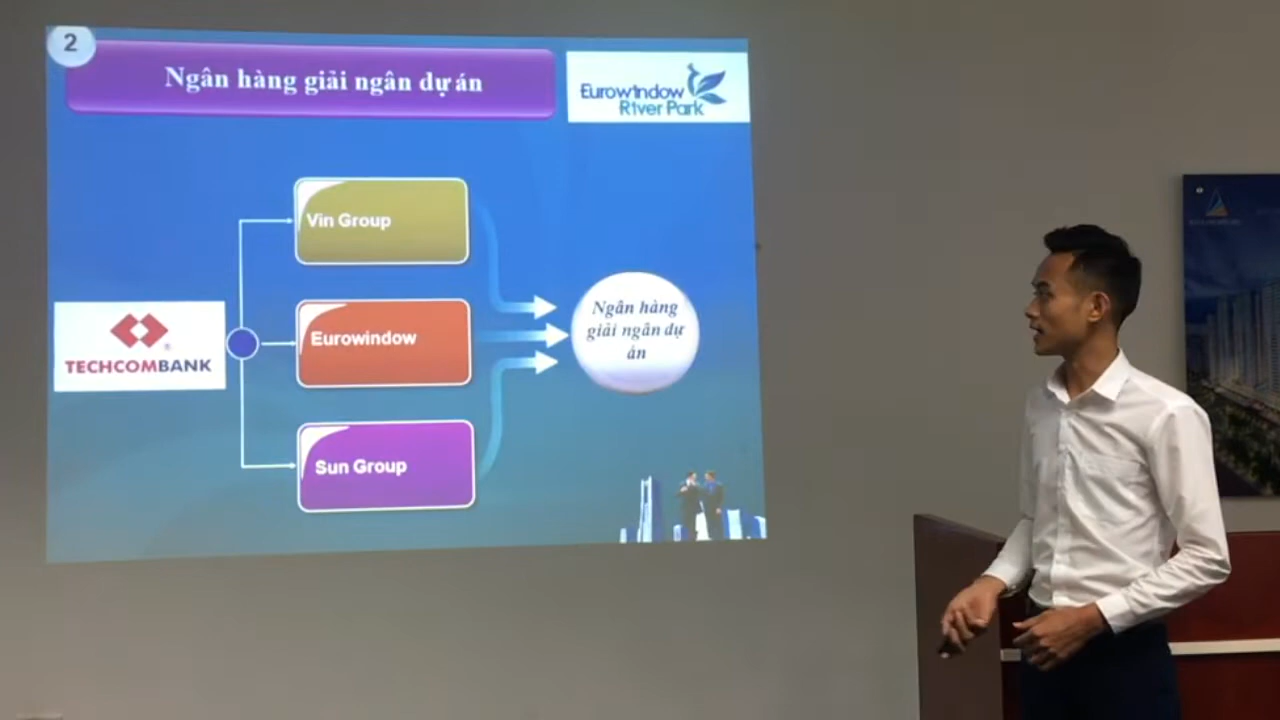 2
Ngân hàng giải ngân dự án
Eurowindow
River Park
Vin Group
TECHCOMBANK
®
Eurowindow
Sun Group
Ngân hàng
giải ngân dự
án